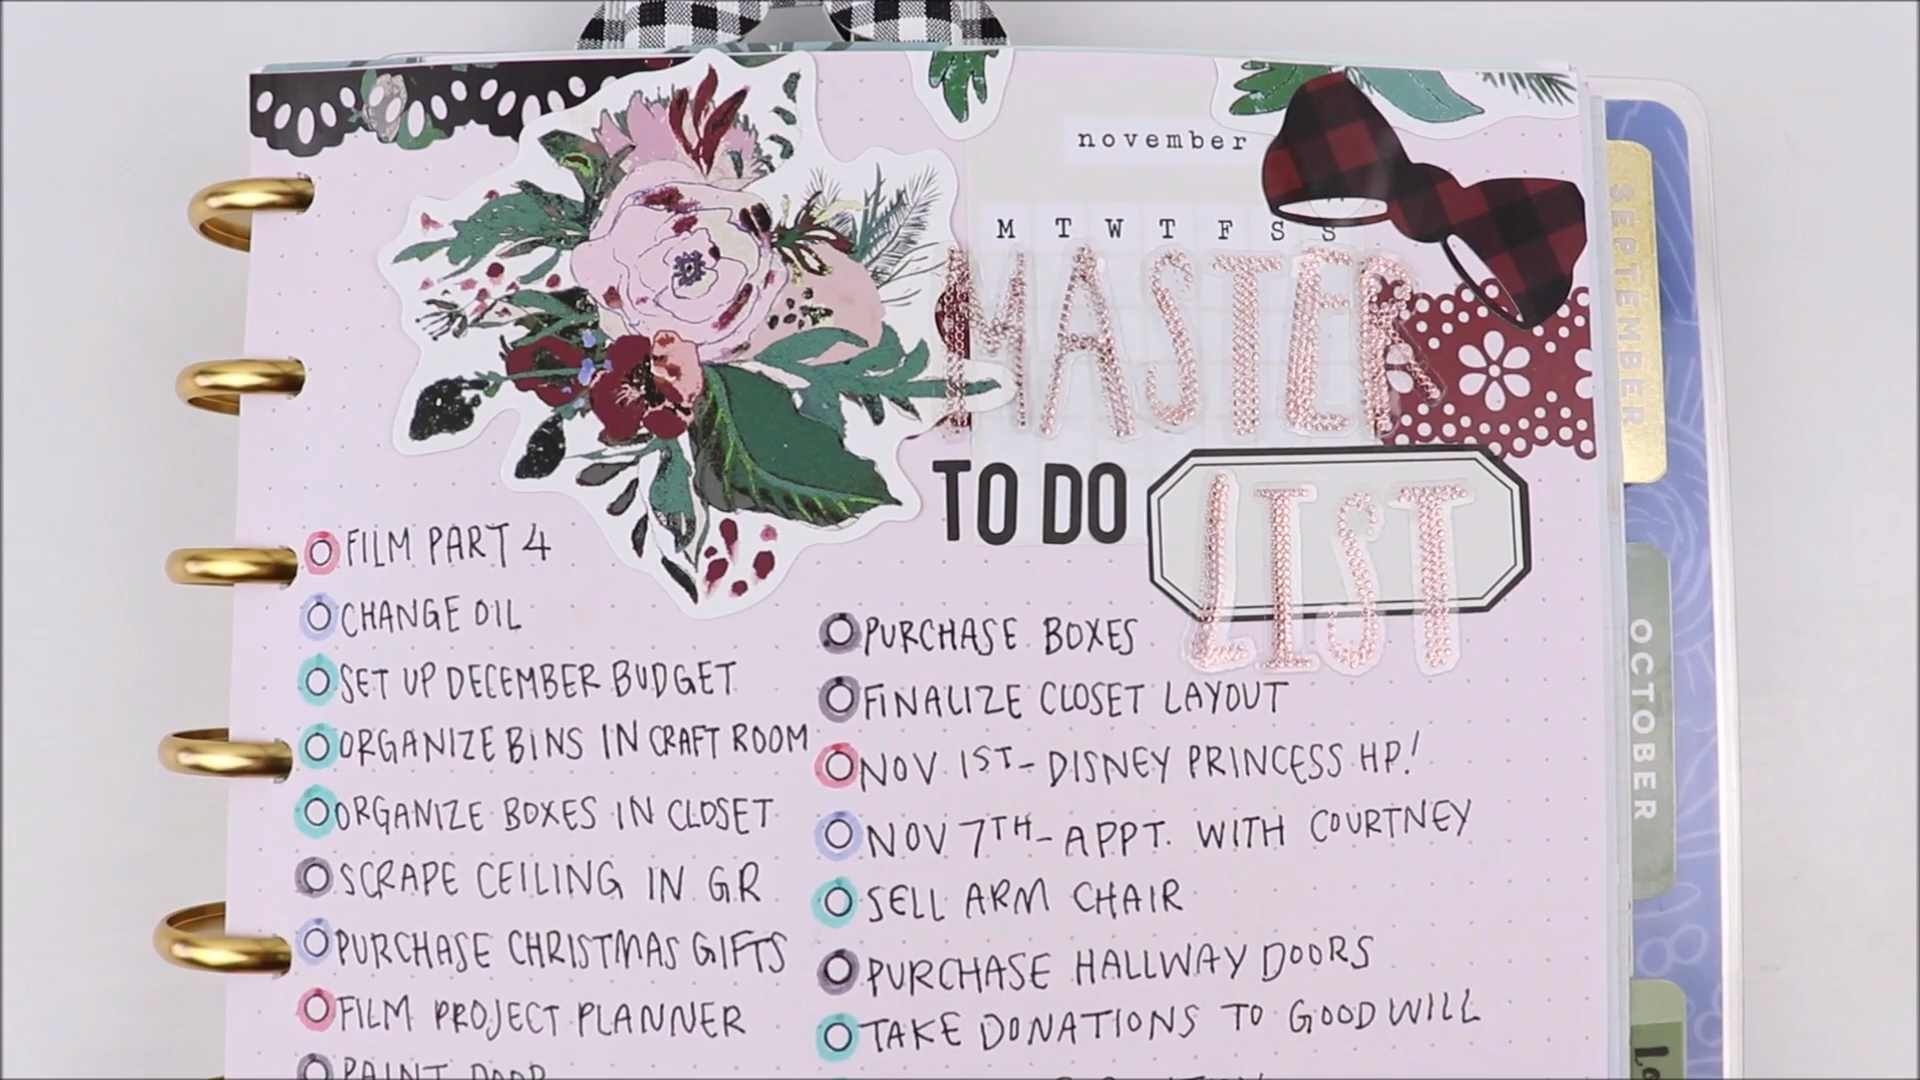 november
M T W T F S S
MASTER
TO DO LIST
FILM PART 4
CHANGE OIL
SET UP DECEMBER BUDGET
ORGANIZE BINS IN CRAFT ROOM
ORGANIZE BOXES IN CLOSET
SCRAPE CEILING IN GR
PURCHASE CHRISTMAS GIFTS
FILM PROJECT PLANNER
PAINT DOOR
PURCHASE BOXES
FINALIZE CLOSET LAYOUT
NOV 1ST - DISNEY PRINCESS HP!
NOV 7TH - APPT. WITH COURTNEY
SELL ARM CHAIR
PURCHASE HALLWAY DOORS
TAKE DONATIONS TO GOODWILL
SEPTEMBER
OCTOBER